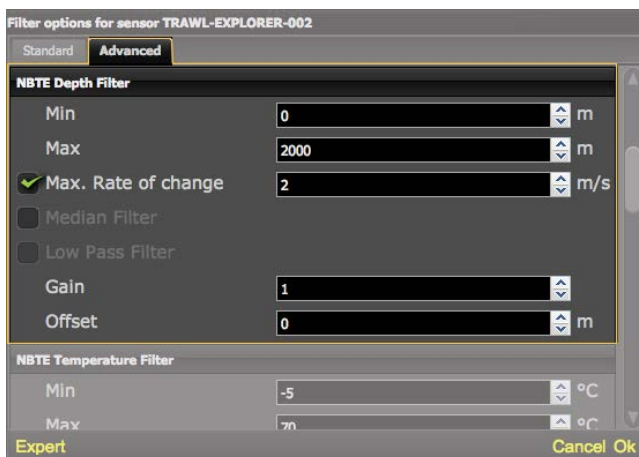 Filter options for sensor TRAWL-EXPLORER-002
Standard Advanced
NBTE Depth Filter
Min 0 m
Max 2000 m
Max. Rate of change 2 m/s
Median Filter
Low Pass Filter
Gain 1
Offset 0 m
NBTE Temperature Filter
Min -5 °C
Max 70 °C
Expert Cancel Ok